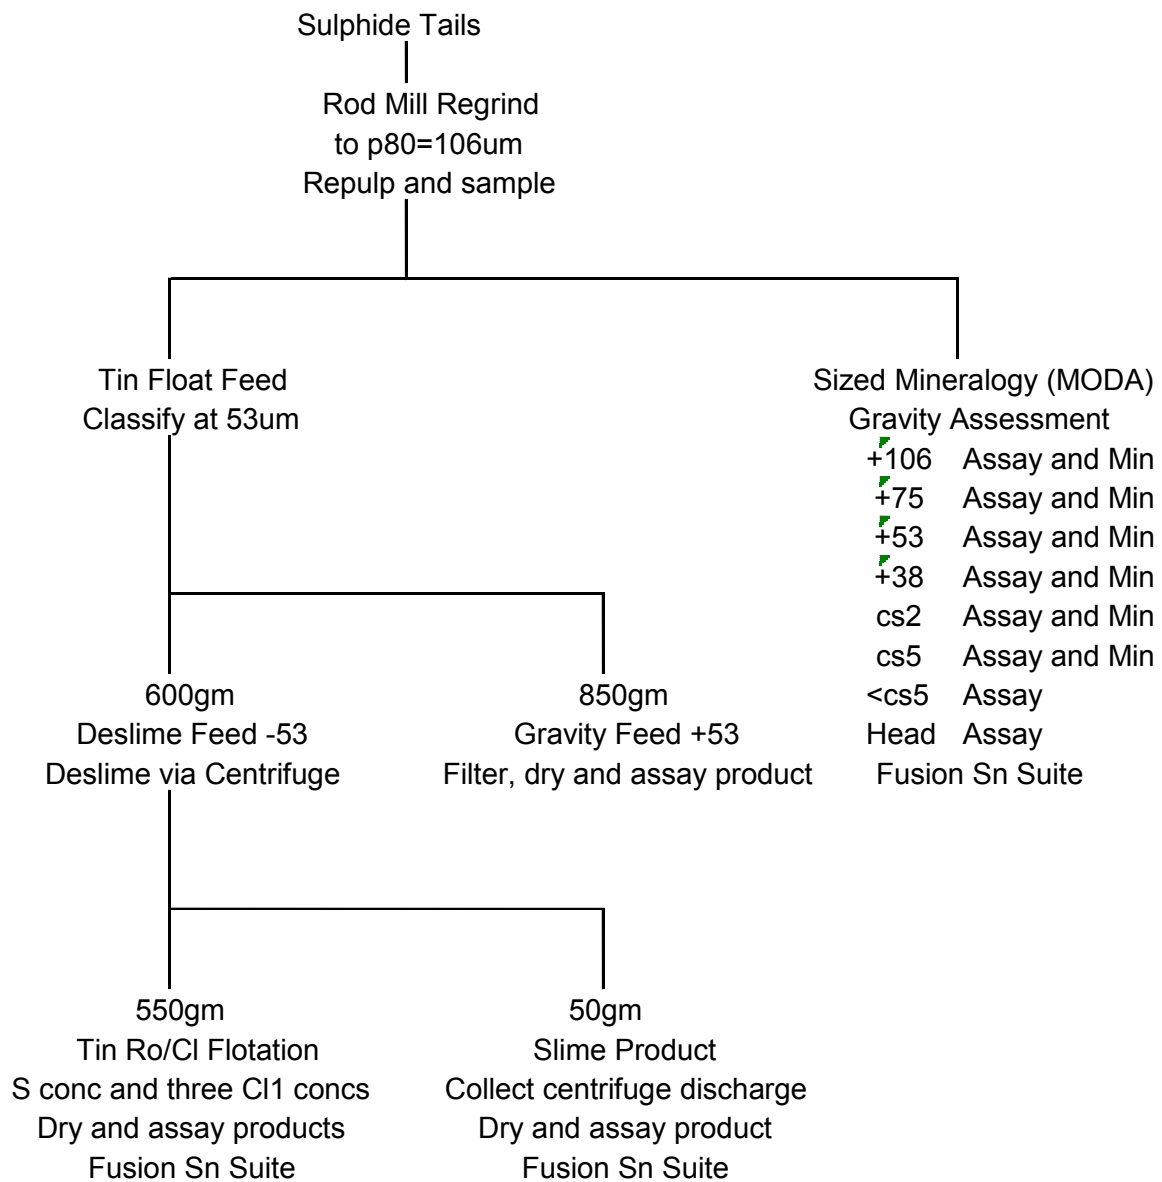 Sulphide Tails
Rod Mill Regrind
to p80=106um
Repulp and sample
Tin Float Feed
Classify at 53um
Sized Mineralogy (MODA)
Gravity Assessment
+106 Assay and Min
+75 Assay and Min
+53 Assay and Min
+38 Assay and Min
cs2 Assay and Min
cs5 Assay and Min
<cs5 Assay
Head Assay
Fusion Sn Suite
600gm
Deslime Feed -53
Deslime via Centrifuge
850gm
Gravity Feed +53
Filter, dry and assay product
550gm
Tin Ro/Cl Flotation
S conc and three Cl1 concs
Dry and assay products
Fusion Sn Suite
50gm
Slime Product
Collect centrifuge discharge
Dry and assay product
Fusion Sn Suite